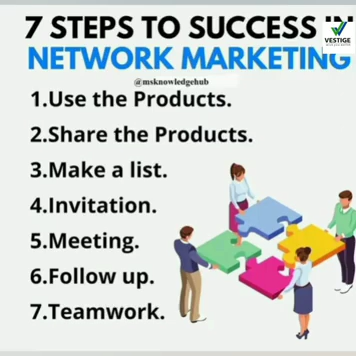 7 STEPS TO SUCCESS
NETWORK MARKETING
VESTIGE
@msknowledgehub
1.Use the Products.
2.Share the Products.
3.Make a list.
4.Invitation.
5.Meeting.
6.Follow up.
7.Teamwork.